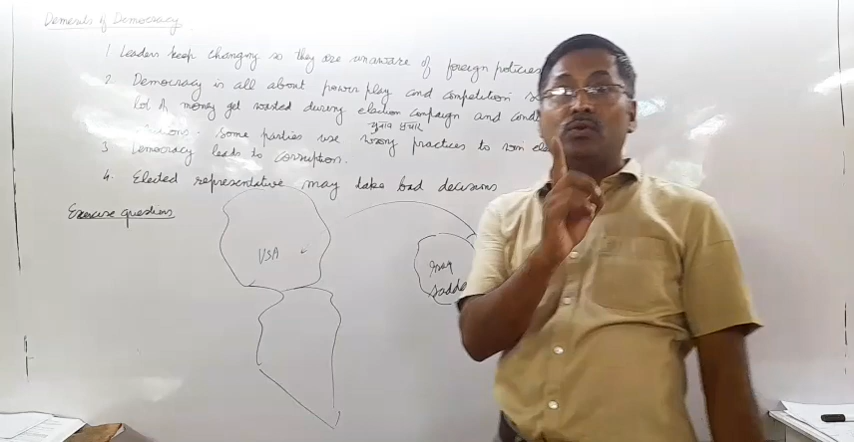 Demerits of Democracy
1 Leaders keep changing so they are unaware of foreign policies
2 Democracy is all about power play and competition
lot of money get wasted during election campaign and
चुनाव प्रचार
Some parties use wrong practices to win
3 Democracy leads to corruption.
4. Elected representative may take bad decisions
Exercise questions
USA
Iraq